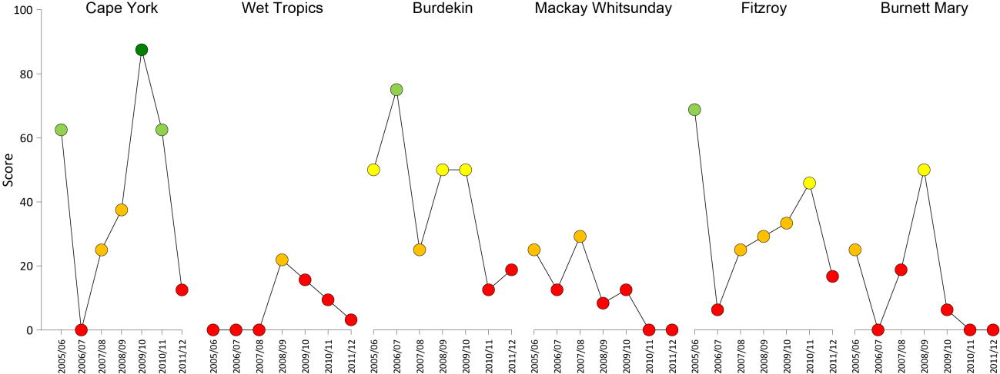 Cape York Wet Tropics Burdekin Mackay Whitsunday Fitzroy Burnett Mary
100
80
60
40
20
0
Score
2005/06 2006/07 2007/08 2008/09 2009/10 2010/11 2011/12
2005/06 2006/07 2007/08 2008/09 2009/10 2010/11 2011/12
2005/06 2006/07 2007/08 2008/09 2009/10 2010/11 2011/12
2005/06 2006/07 2007/08 2008/09 2009/10 2010/11 2011/12
2005/06 2006/07 2007/08 2008/09 2009/10 2010/11 2011/12
2005/06 2006/07 2007/08 2008/09 2009/10 2010/11 2011/12